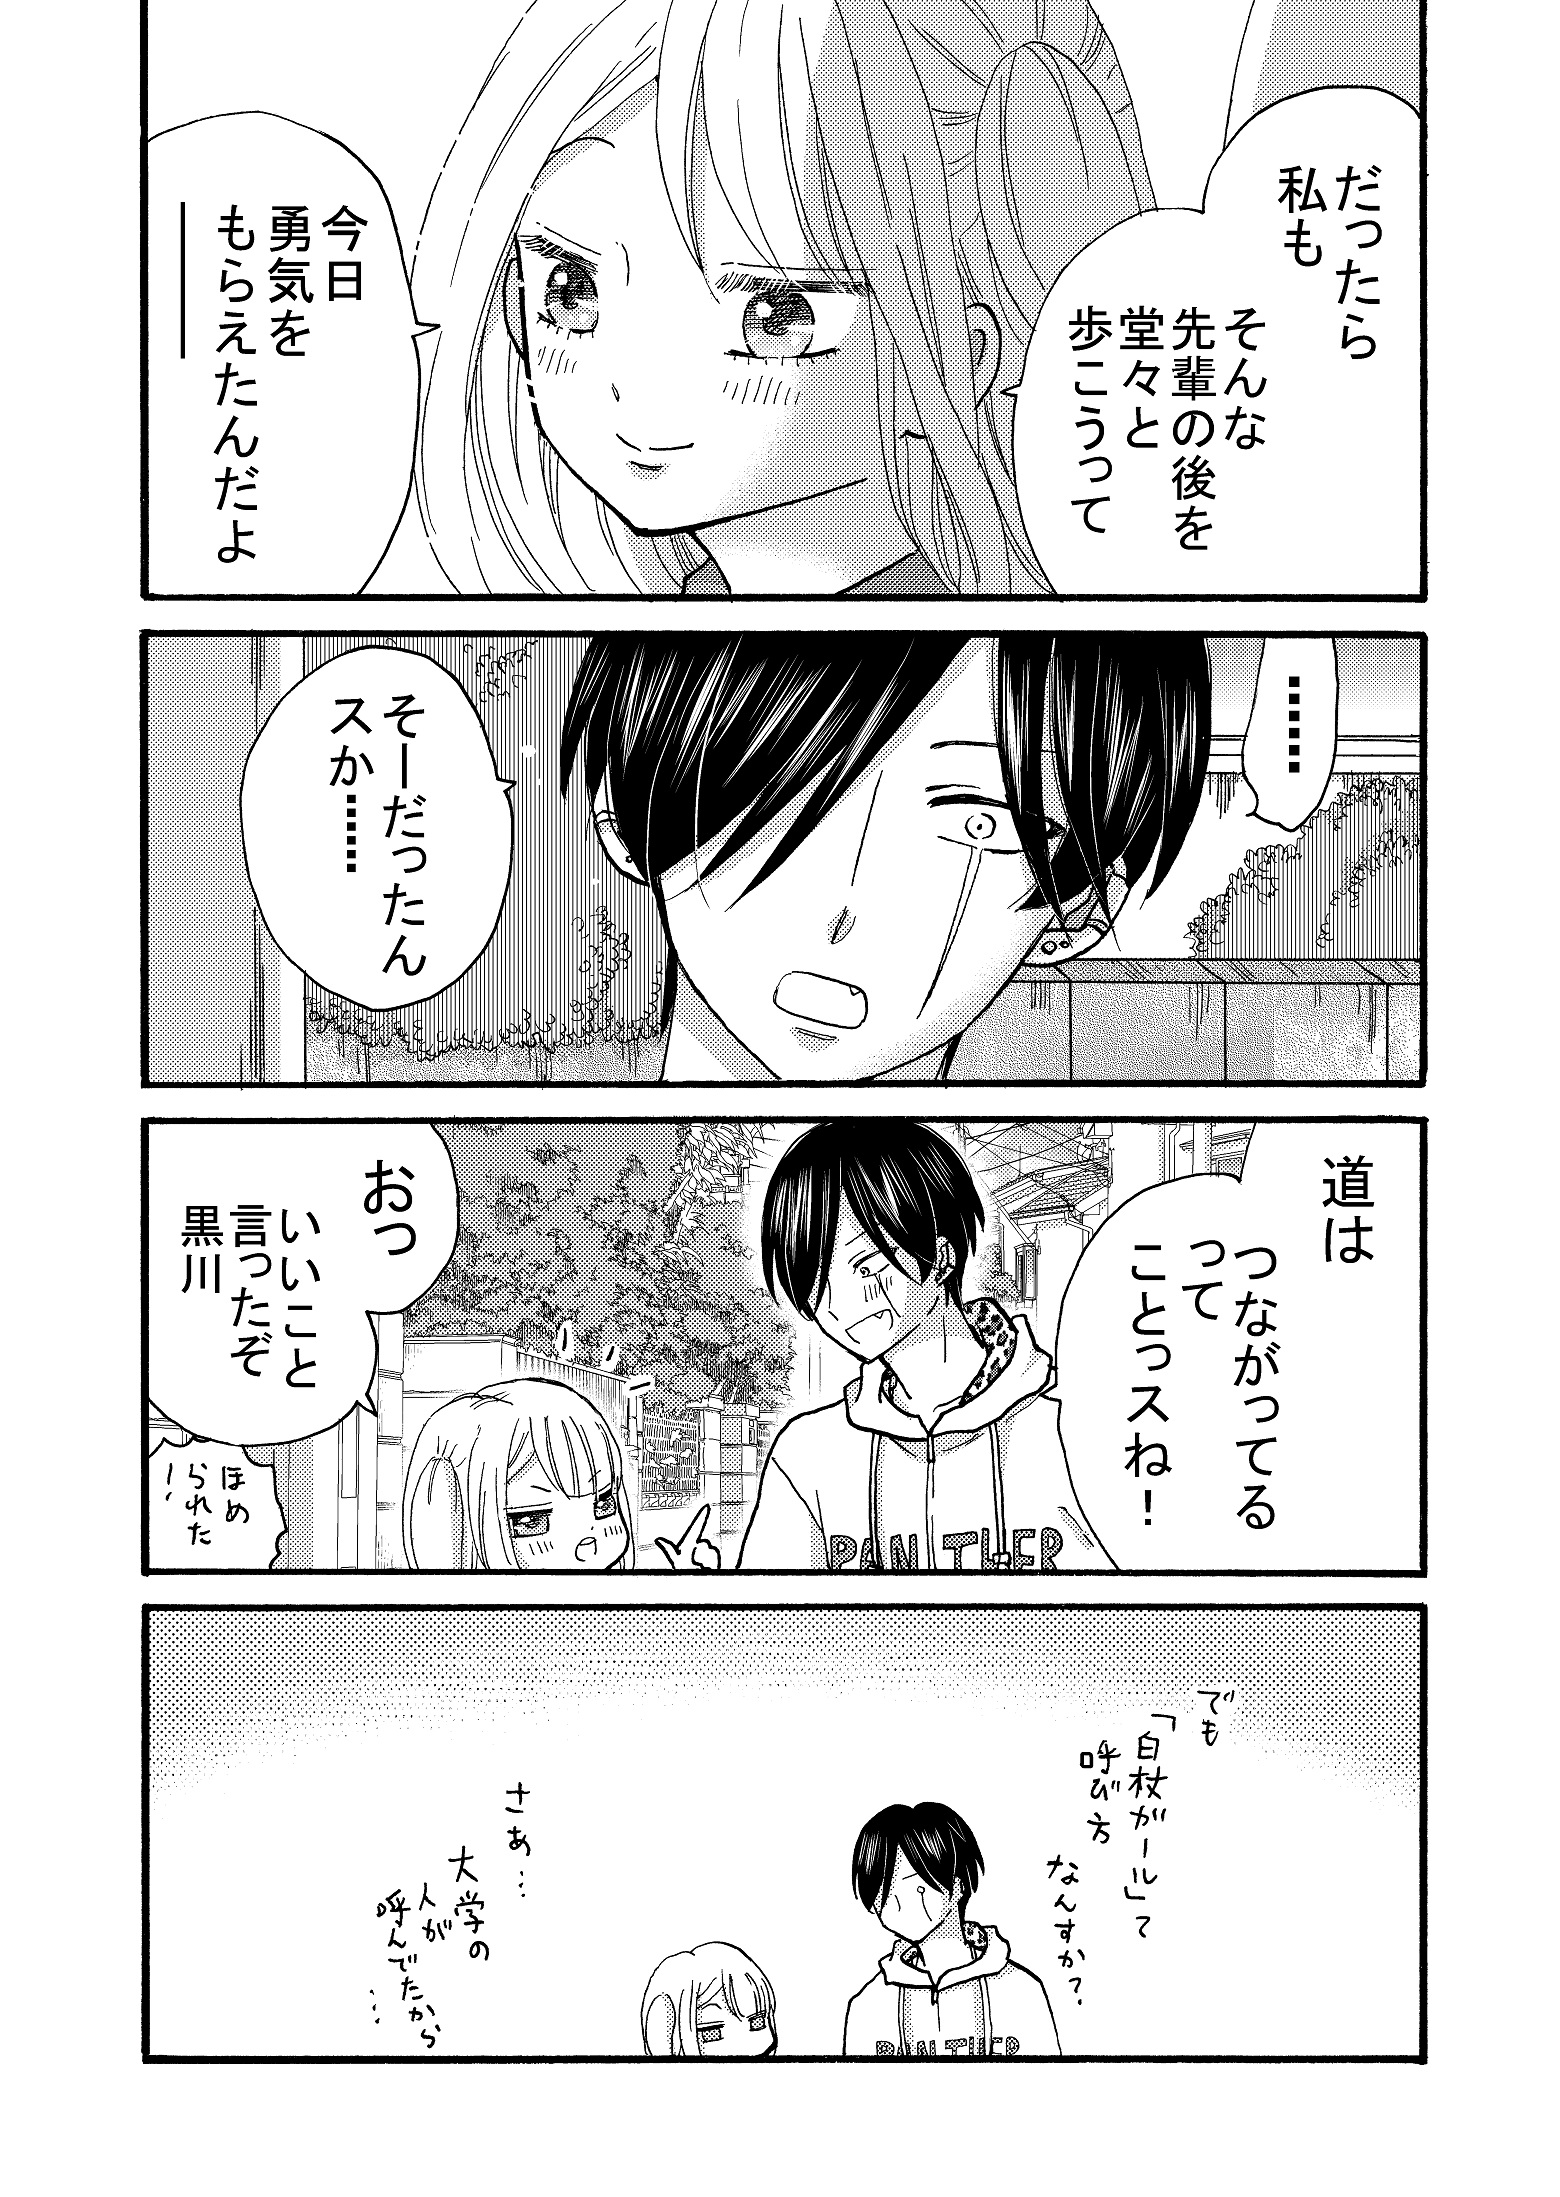 だったら
私も
そんな
先輩の後を
堂々と
歩こうって
今日
勇気を
もらえたんだよ
――
……
そーだったん
スか……
道は
つながってる
って
ことっスね！
おっ
いいこと
言ったぞ
黒川
ほめ
られた
ー！
PANTHER
でも
「白杖ガール」て
呼び方
なんすか？
さぁ…
大学の
人が
呼んでたから
…
PANTHER